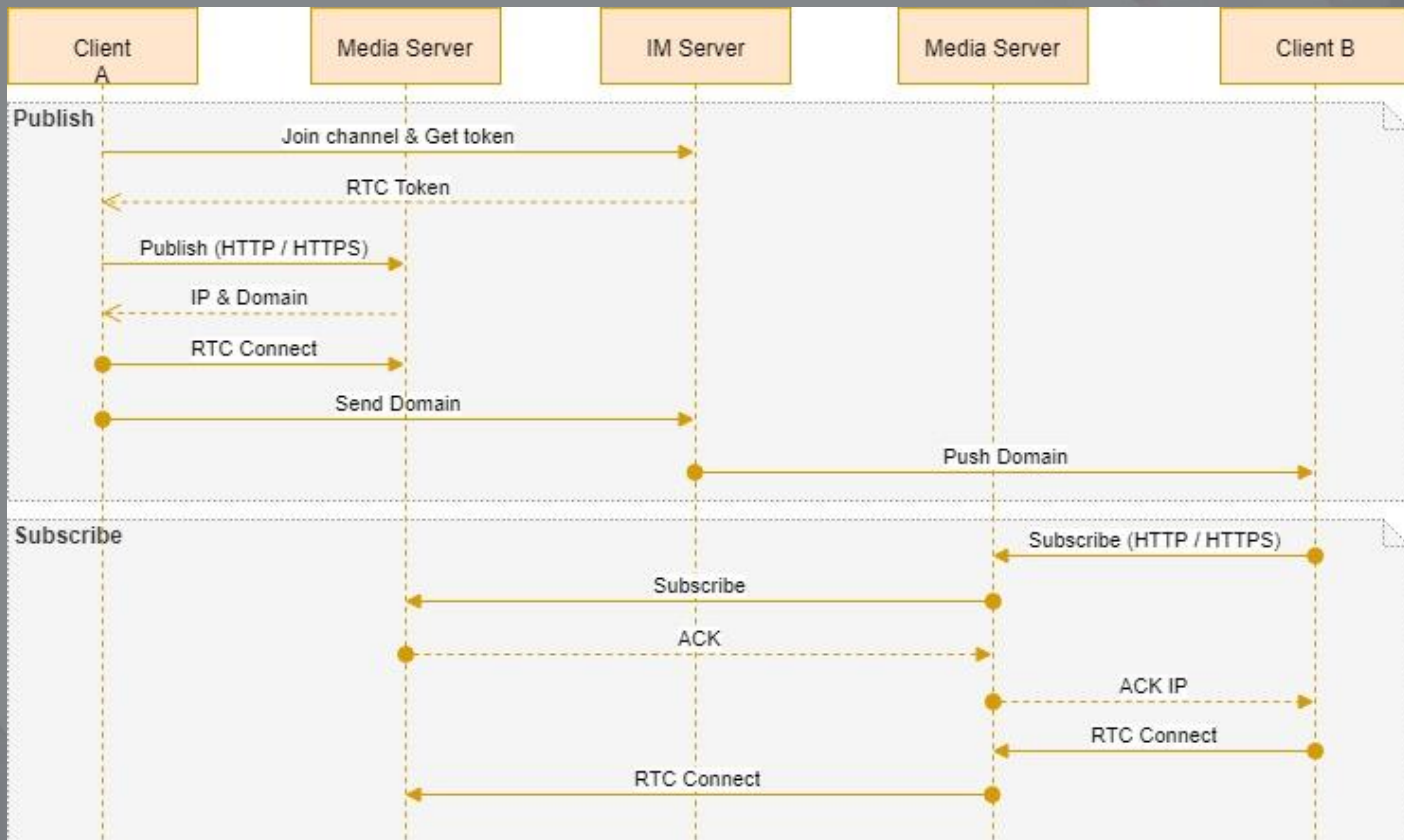 Client
A
Media Server
IM Server
Media Server
Client B
Publish
Join channel & Get token
RTC Token
Publish (HTTP / HTTPS)
IP & Domain
RTC Connect
Send Domain
Push Domain
Subscribe
Subscribe (HTTP / HTTPS)
Subscribe
ACK
ACK IP
RTC Connect
RTC Connect